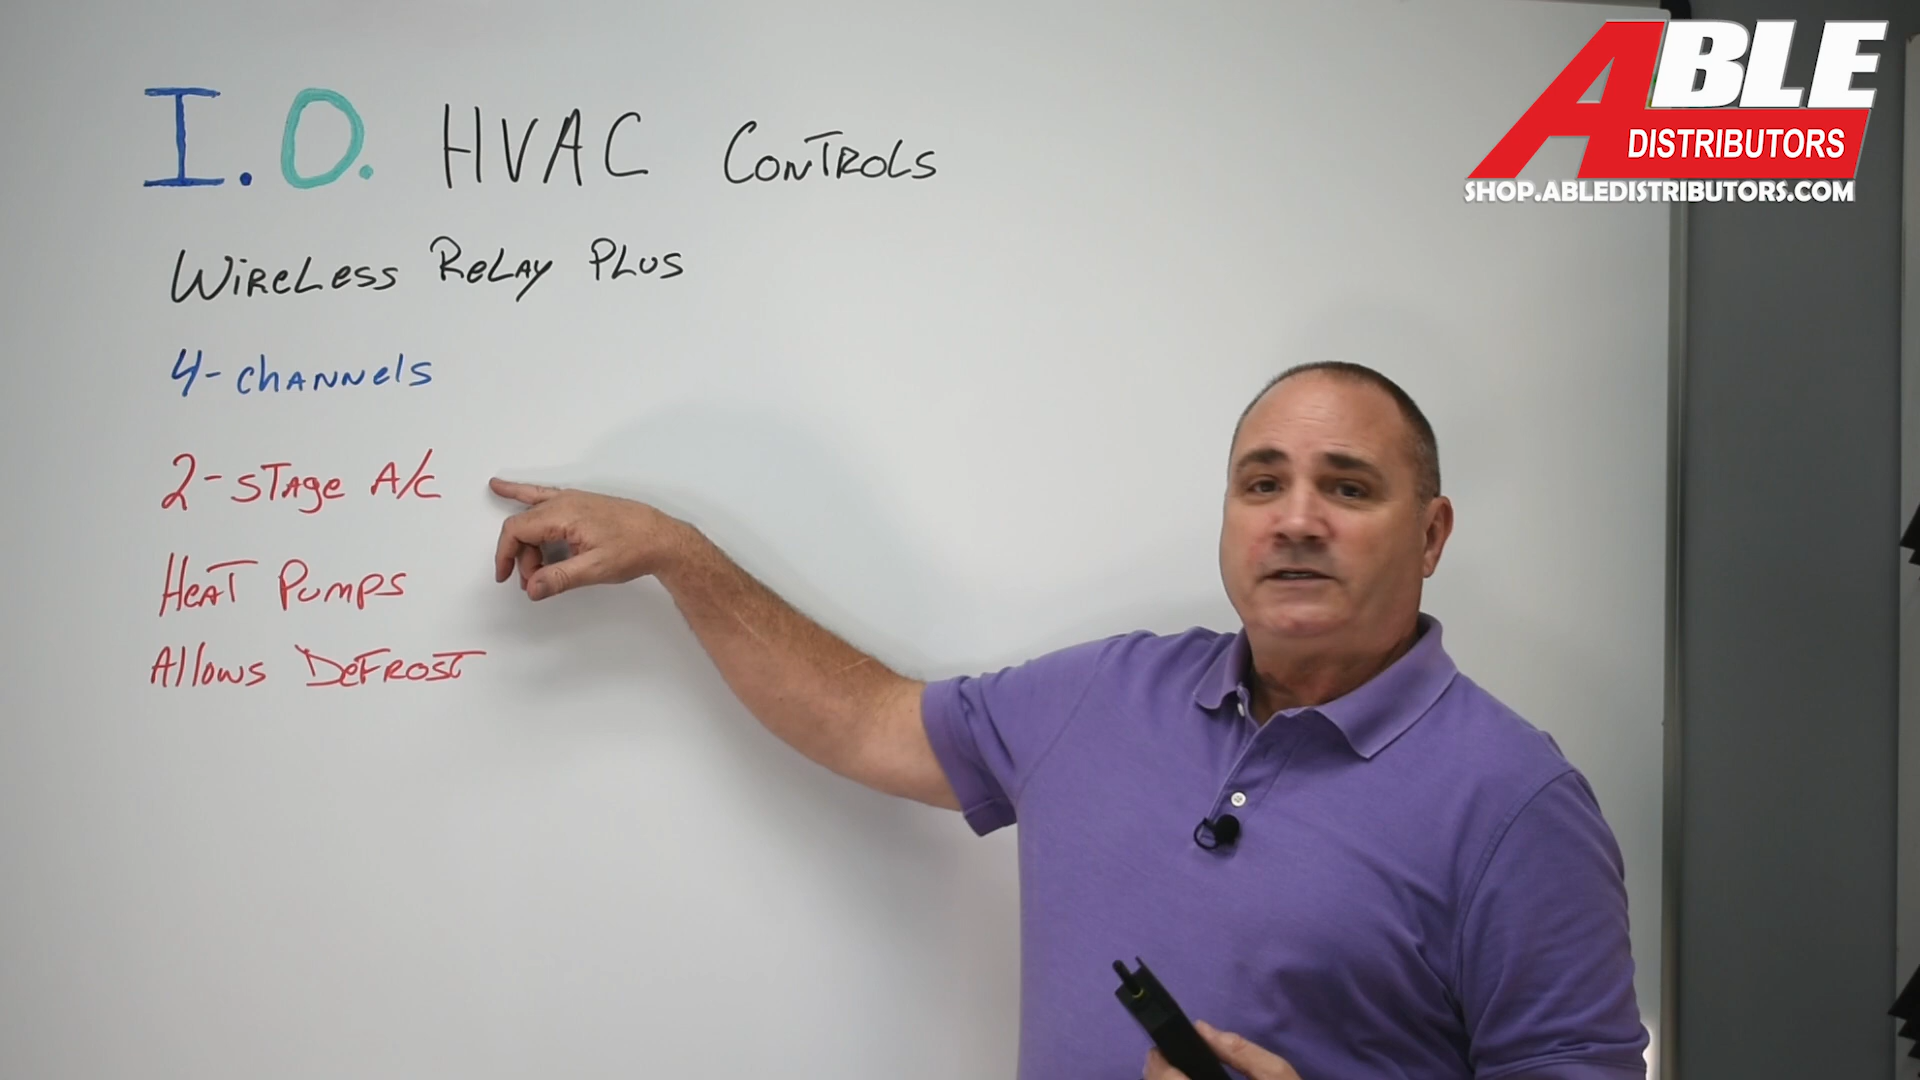 I.O. HVAC Controls
Wireless Relay Plus
4-channels
2-stage A/C
Heat Pumps
Allows Defrost
ABLE
DISTRIBUTORS
SHOP.ABLEDISTRIBUTORS.COM